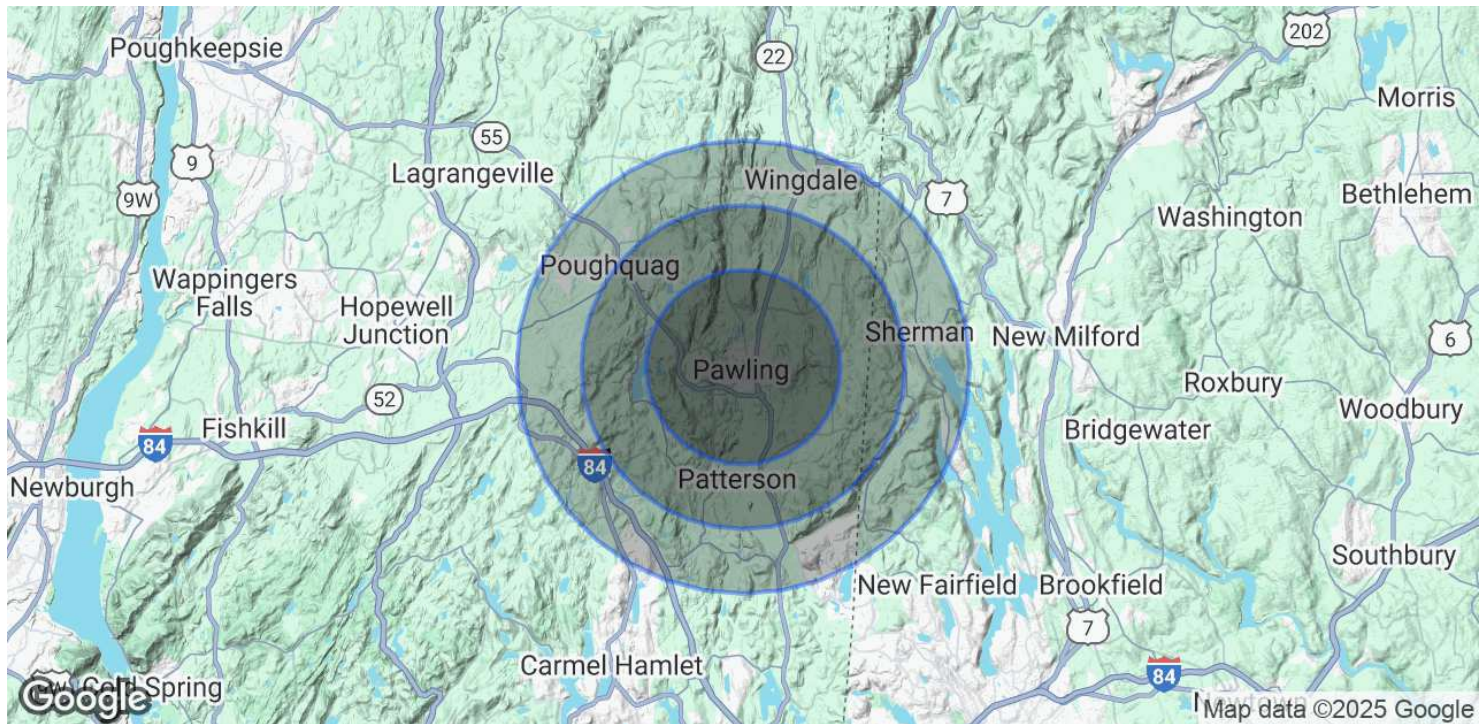 202
Poughkeepsie
22
Morris
55
9
Lagrangeville
Wingdale
9W
7
Bethlehem
Washington
Poughquag
Wappingers
Falls
Hopewell
Junction
Sherman
New Milford
6
Pawling
Roxbury
52
Woodbury
Fishkill
84
Bridgewater
84
Newburgh
Patterson
Southbury
New Fairfield
Brookfield
7
Carmel Hamlet
84
Cold Spring
Google
Map data ©2025 Google